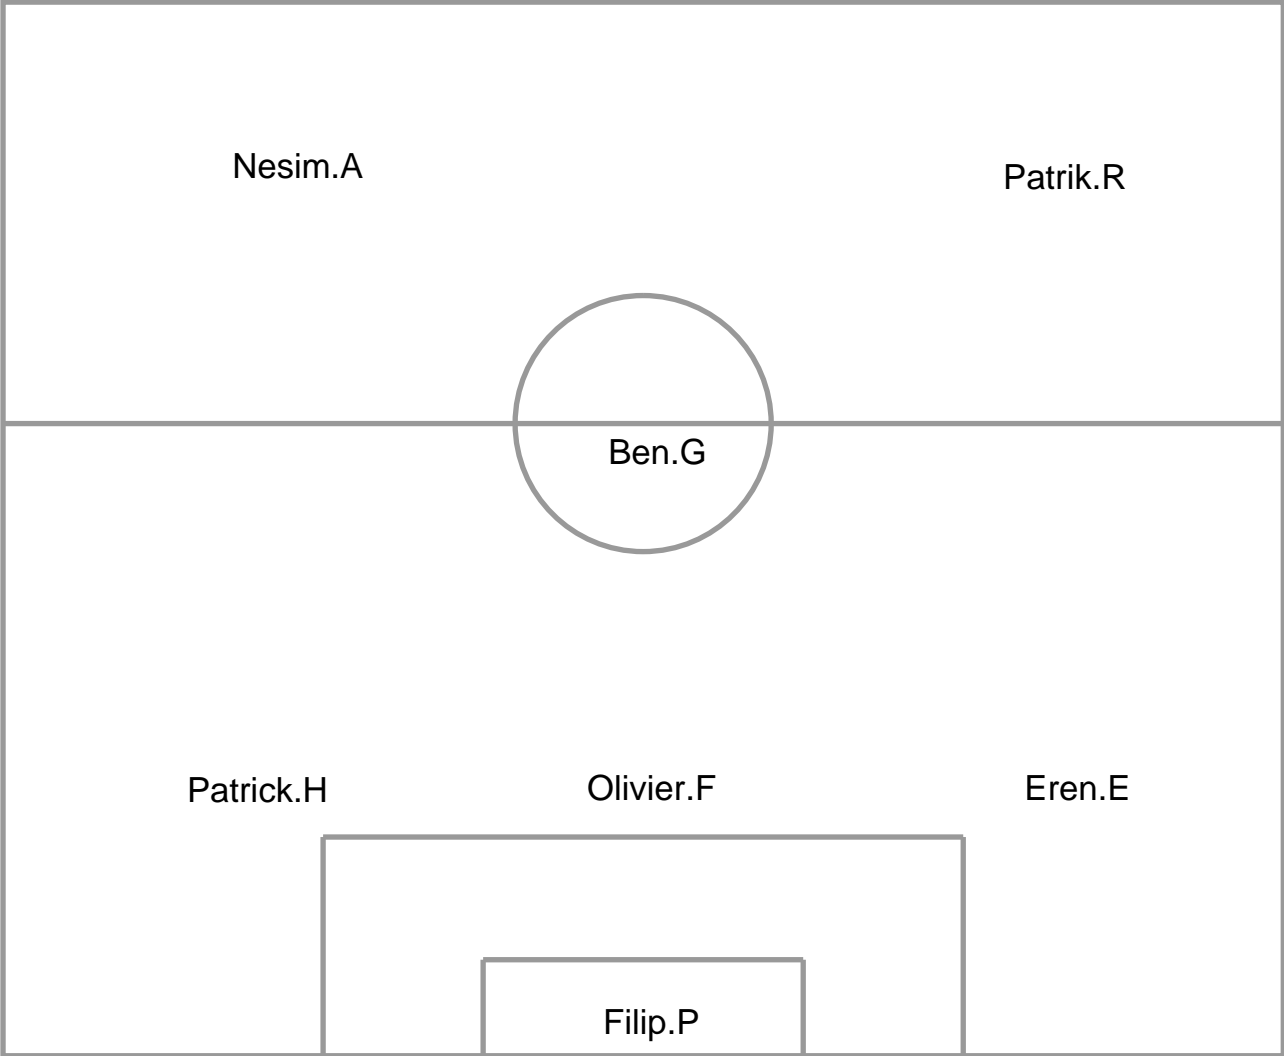 Nesim.A
Patrik.R
Ben.G
Patrick.H
Olivier.F
Eren.E
Filip.P